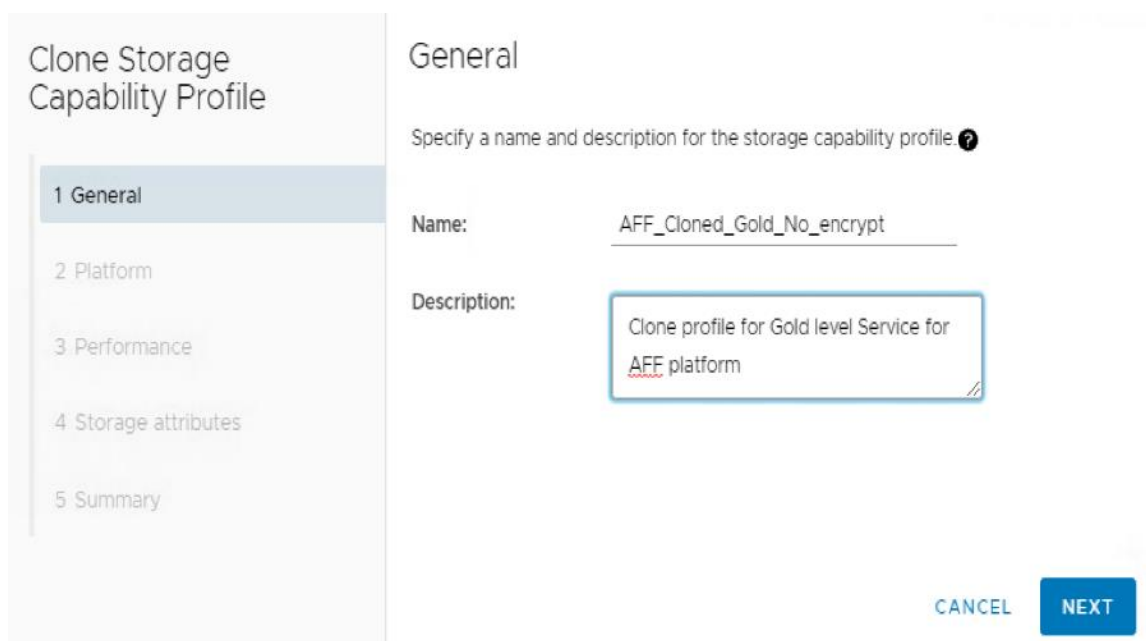 Clone Storage
Capability Profile
1 General
2 Platform
3 Performance
4 Storage attributes
5 Summary
General
Specify a name and description for the storage capability profile.?
Name:
AFF_Cloned_Gold_No_encrypt
Description:
Clone profile for Gold level Service for
AFF platform
CANCEL
NEXT